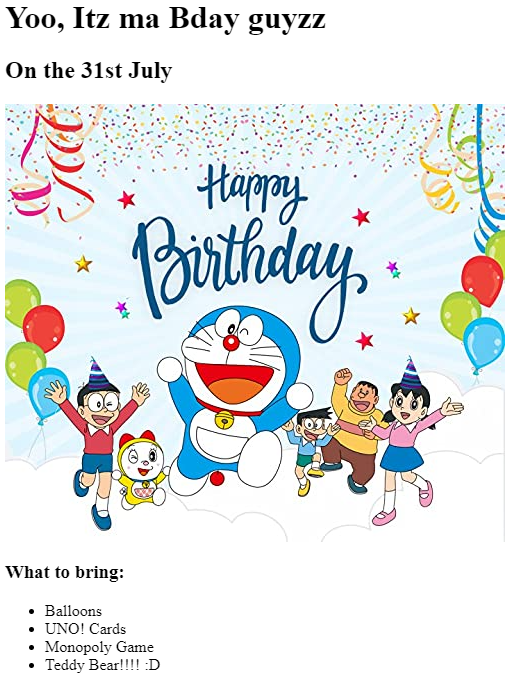 Yoo, Itz ma Bday guyzz
On the 31st July
Happy
Birthday
What to bring:
Balloons
UNO! Cards
Monopoly Game
Teddy Bear!!!! :D